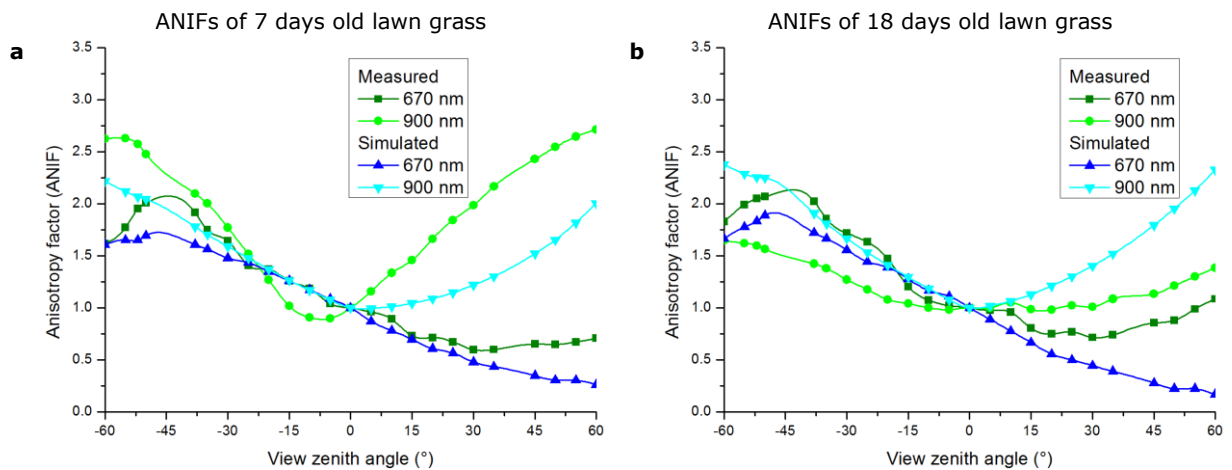 ANIFs of 7 days old lawn grass
a
3.5
3.0
2.5
2.0
1.5
1.0
0.5
0.0
Anisotropy factor (ANIF)
Measured
670 nm
900 nm
Simulated
670 nm
900 nm
-60 -45 -30 -15 0 15 30 45 60
View zenith angle (°)
ANIFs of 18 days old lawn grass
b
3.5
3.0
2.5
2.0
1.5
1.0
0.5
0.0
Anisotropy factor (ANIF)
Measured
670 nm
900 nm
Simulated
670 nm
900 nm
-60 -45 -30 -15 0 15 30 45 60
View zenith angle (°)